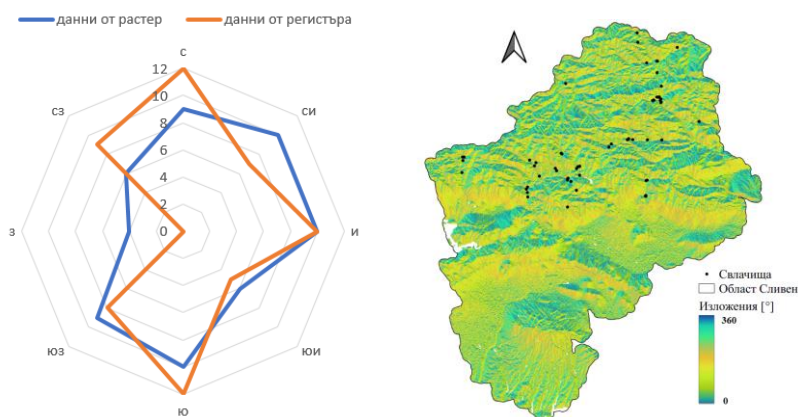 данни от растер
данни от регистъра
с
12
10
сз
си
8
6
4
2
з
0
и
юз
юи
ю
Свлачища
Област Сливен
Изложения [°]
360
0